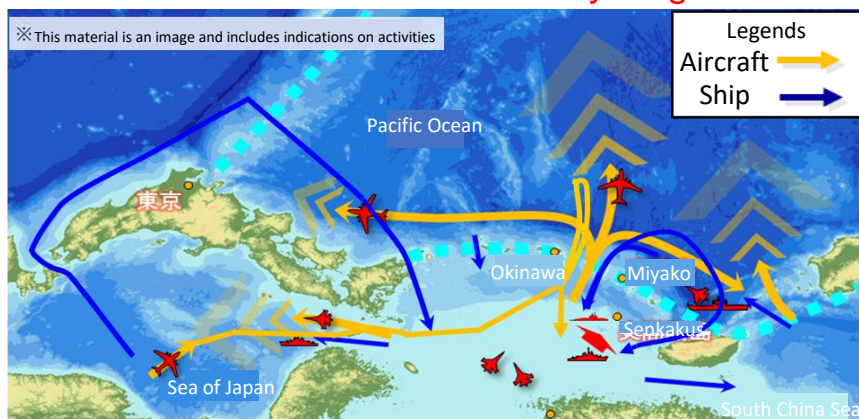 ※This material is an image and includes indications on activities
Legends
Aircraft
Ship
Pacific Ocean
東京
Okinawa
Miyako
Senkakus
Sea of Japan
South China Sea